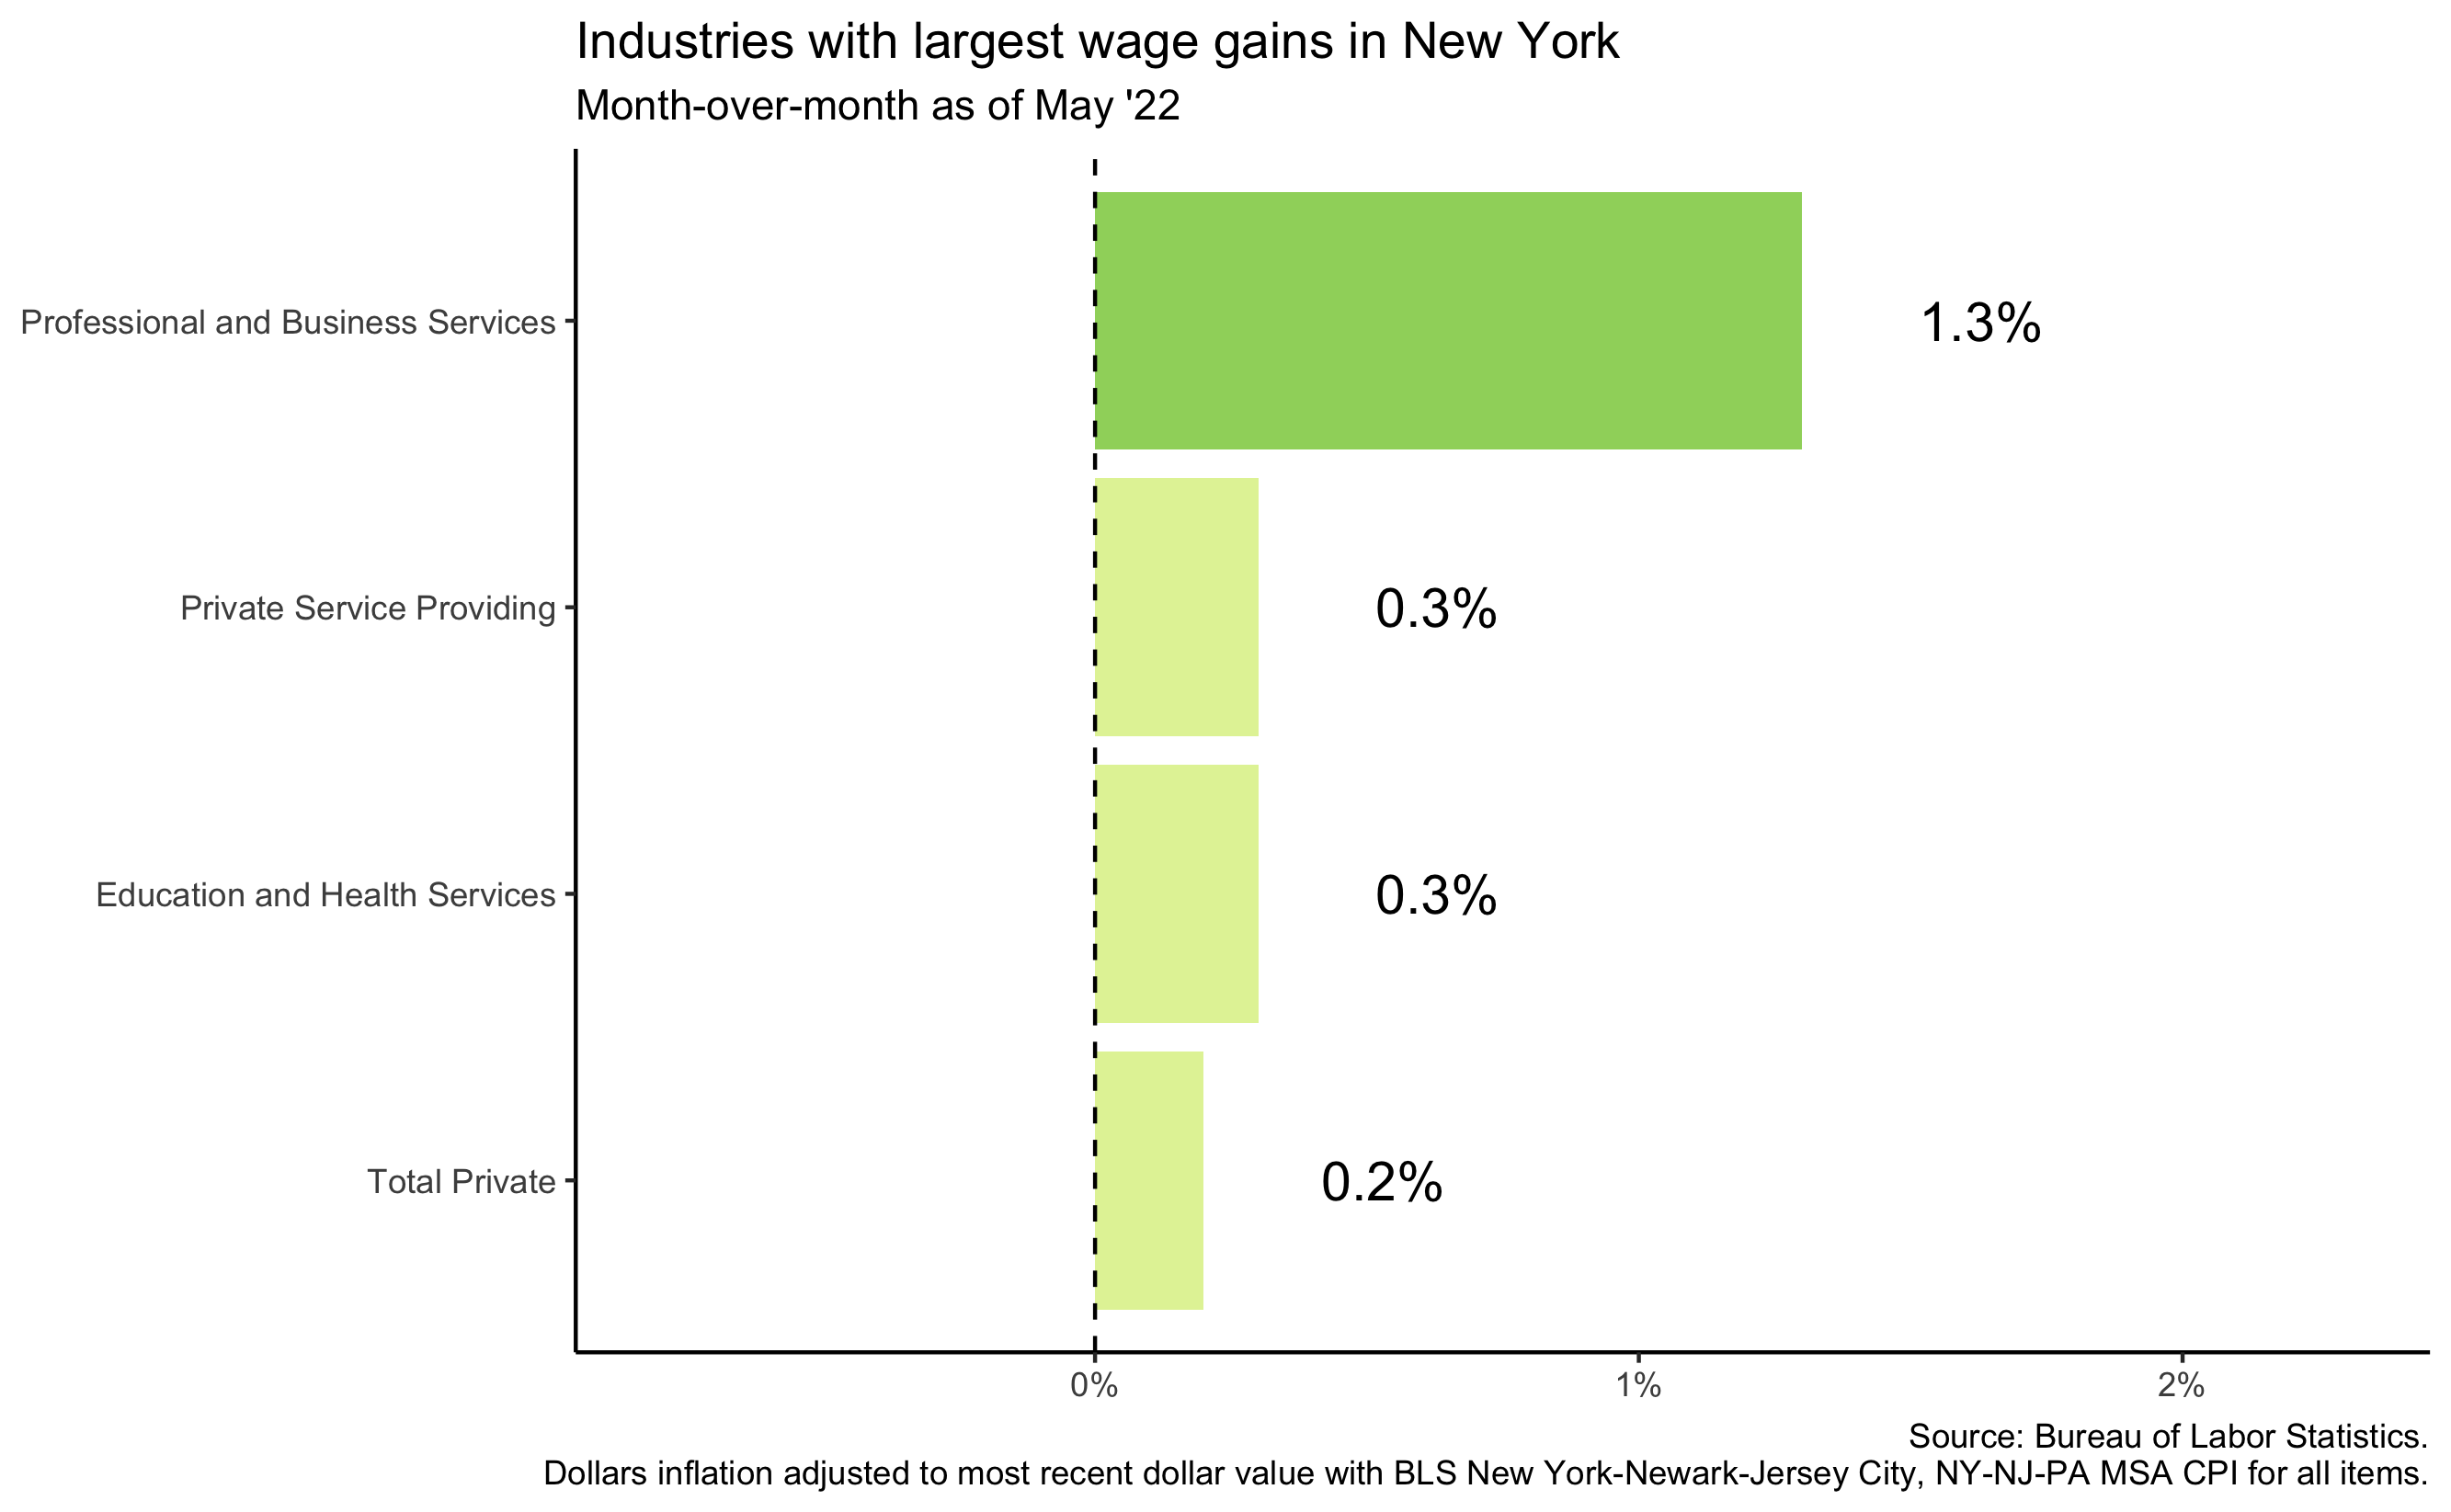 Industries with largest wage gains in New York
Month-over-month as of May '22
Professional and Business Services
1.3%
Private Service Providing
0.3%
Education and Health Services
0.3%
Total Private
0.2%
0%
1%
2%
Source: Bureau of Labor Statistics.
Dollars inflation adjusted to most recent dollar value with BLS New York-Newark-Jersey City, NY-NJ-PA MSA CPI for all items.